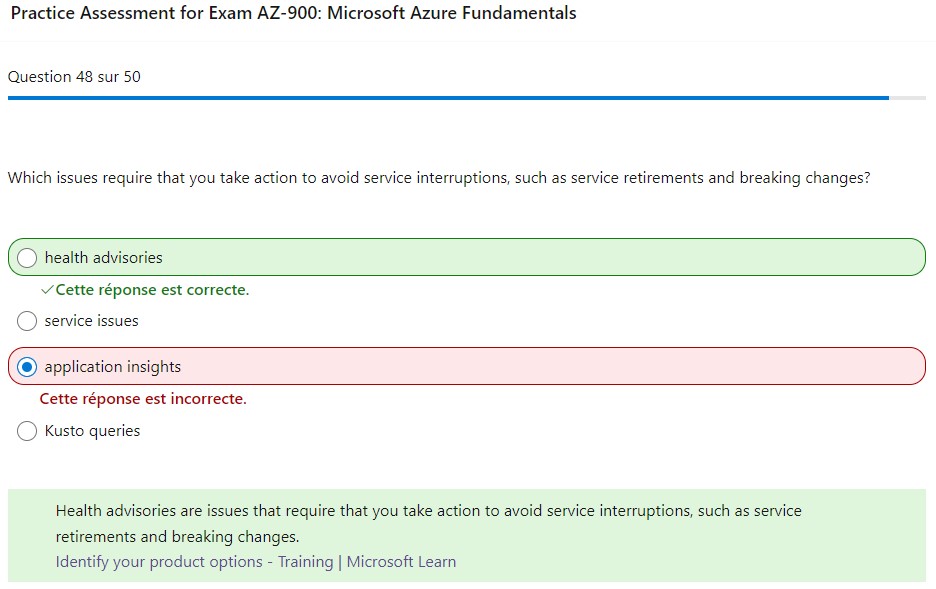 Practice Assessment for Exam AZ-900: Microsoft Azure Fundamentals
Question 48 sur 50
Which issues require that you take action to avoid service interruptions, such as service retirements and breaking changes?
health advisories
Cette réponse est correcte.
service issues
application insights
Cette réponse est incorrecte.
Kusto queries
Health advisories are issues that require that you take action to avoid service interruptions, such as service
retirements and breaking changes.
Identify your product options - Training | Microsoft Learn